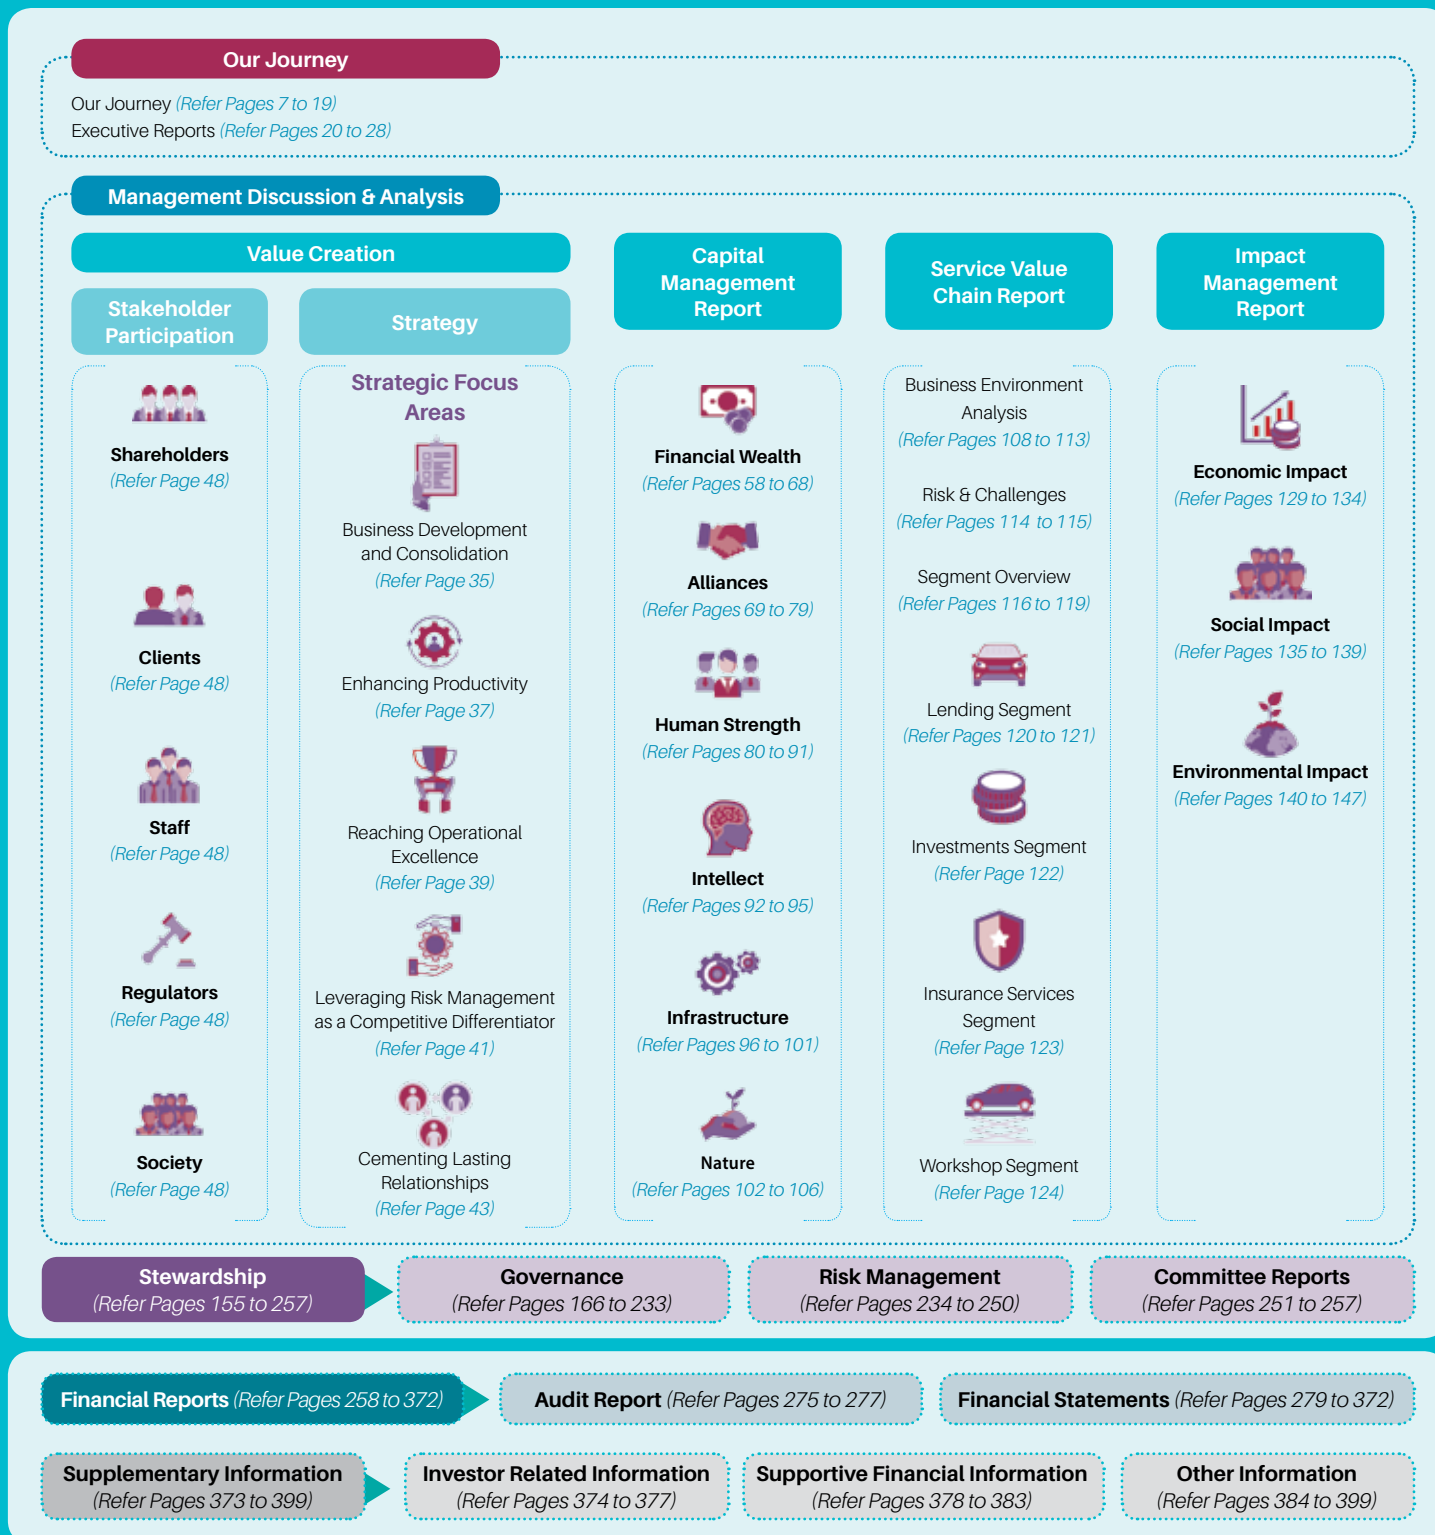 Our Journey
Our Journey (Refer Pages 7 to 19)
Executive Reports (Refer Pages 20 to 28)
Management Discussion & Analysis
Value Creation
Stakeholder
Participation
Shareholders
(Refer Page 48)
Clients
(Refer Page 48)
Staff
(Refer Page 48)
Regulators
(Refer Page 48)
Society
(Refer Page 48)
Strategy
Strategic Focus
Areas
Business Development
and Consolidation
(Refer Page 35)
Enhancing Productivity
(Refer Page 37)
Reaching Operational
Excellence
(Refer Page 39)
Leveraging Risk Management
as a Competitive Differentiator
(Refer Page 41)
Cementing Lasting
Relationships
(Refer Page 43)
Capital
Management
Report
Financial Wealth
(Refer Pages 58 to 68)
Alliances
(Refer Pages 69 to 79)
Human Strength
(Refer Pages 80 to 91)
Intellect
(Refer Pages 92 to 95)
Infrastructure
(Refer Pages 96 to 101)
Nature
(Refer Pages 102 to 106)
Service Value
Chain Report
Business Environment
Analysis
(Refer Pages 108 to 113)
Risk & Challenges
(Refer Pages 114 to 115)
Segment Overview
(Refer Pages 116 to 119)
Lending Segment
(Refer Pages 120 to 121)
Investments Segment
(Refer Page 122)
Insurance Services
Segment
(Refer Page 123)
Workshop Segment
(Refer Page 124)
Impact
Management
Report
Economic Impact
(Refer Pages 129 to 134)
Social Impact
(Refer Pages 135 to 139)
Environmental Impact
(Refer Pages 140 to 147)
Stewardship
(Refer Pages 155 to 257)
Governance
(Refer Pages 166 to 233)
Risk Management
(Refer Pages 234 to 250)
Committee Reports
(Refer Pages 251 to 257)
Financial Reports (Refer Pages 258 to 372)
Audit Report (Refer Pages 275 to 277)
Financial Statements (Refer Pages 279 to 372)
Supplementary Information
(Refer Pages 373 to 399)
Investor Related Information
(Refer Pages 374 to 377)
Supportive Financial Information
(Refer Pages 378 to 383)
Other Information
(Refer Pages 384 to 399)